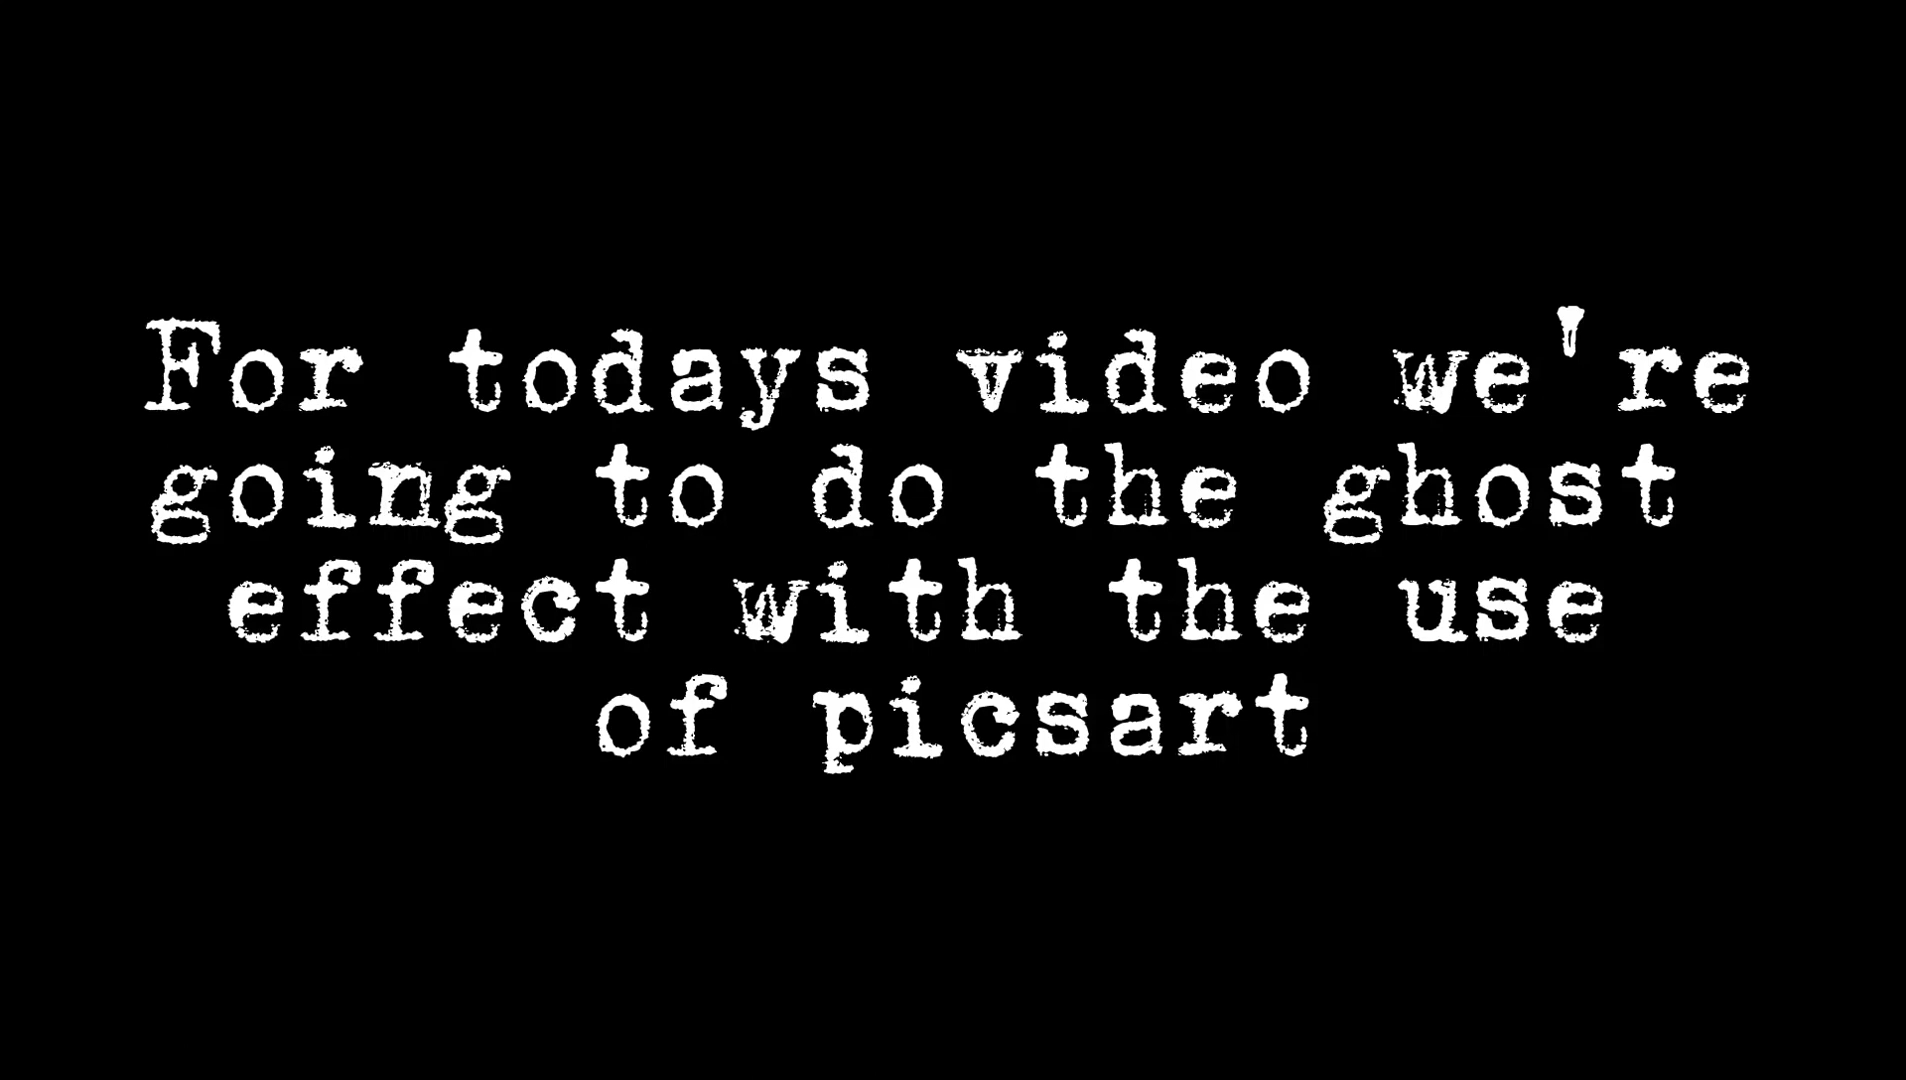 For todays video we're
going to do the ghost
effect with the use
of picsart